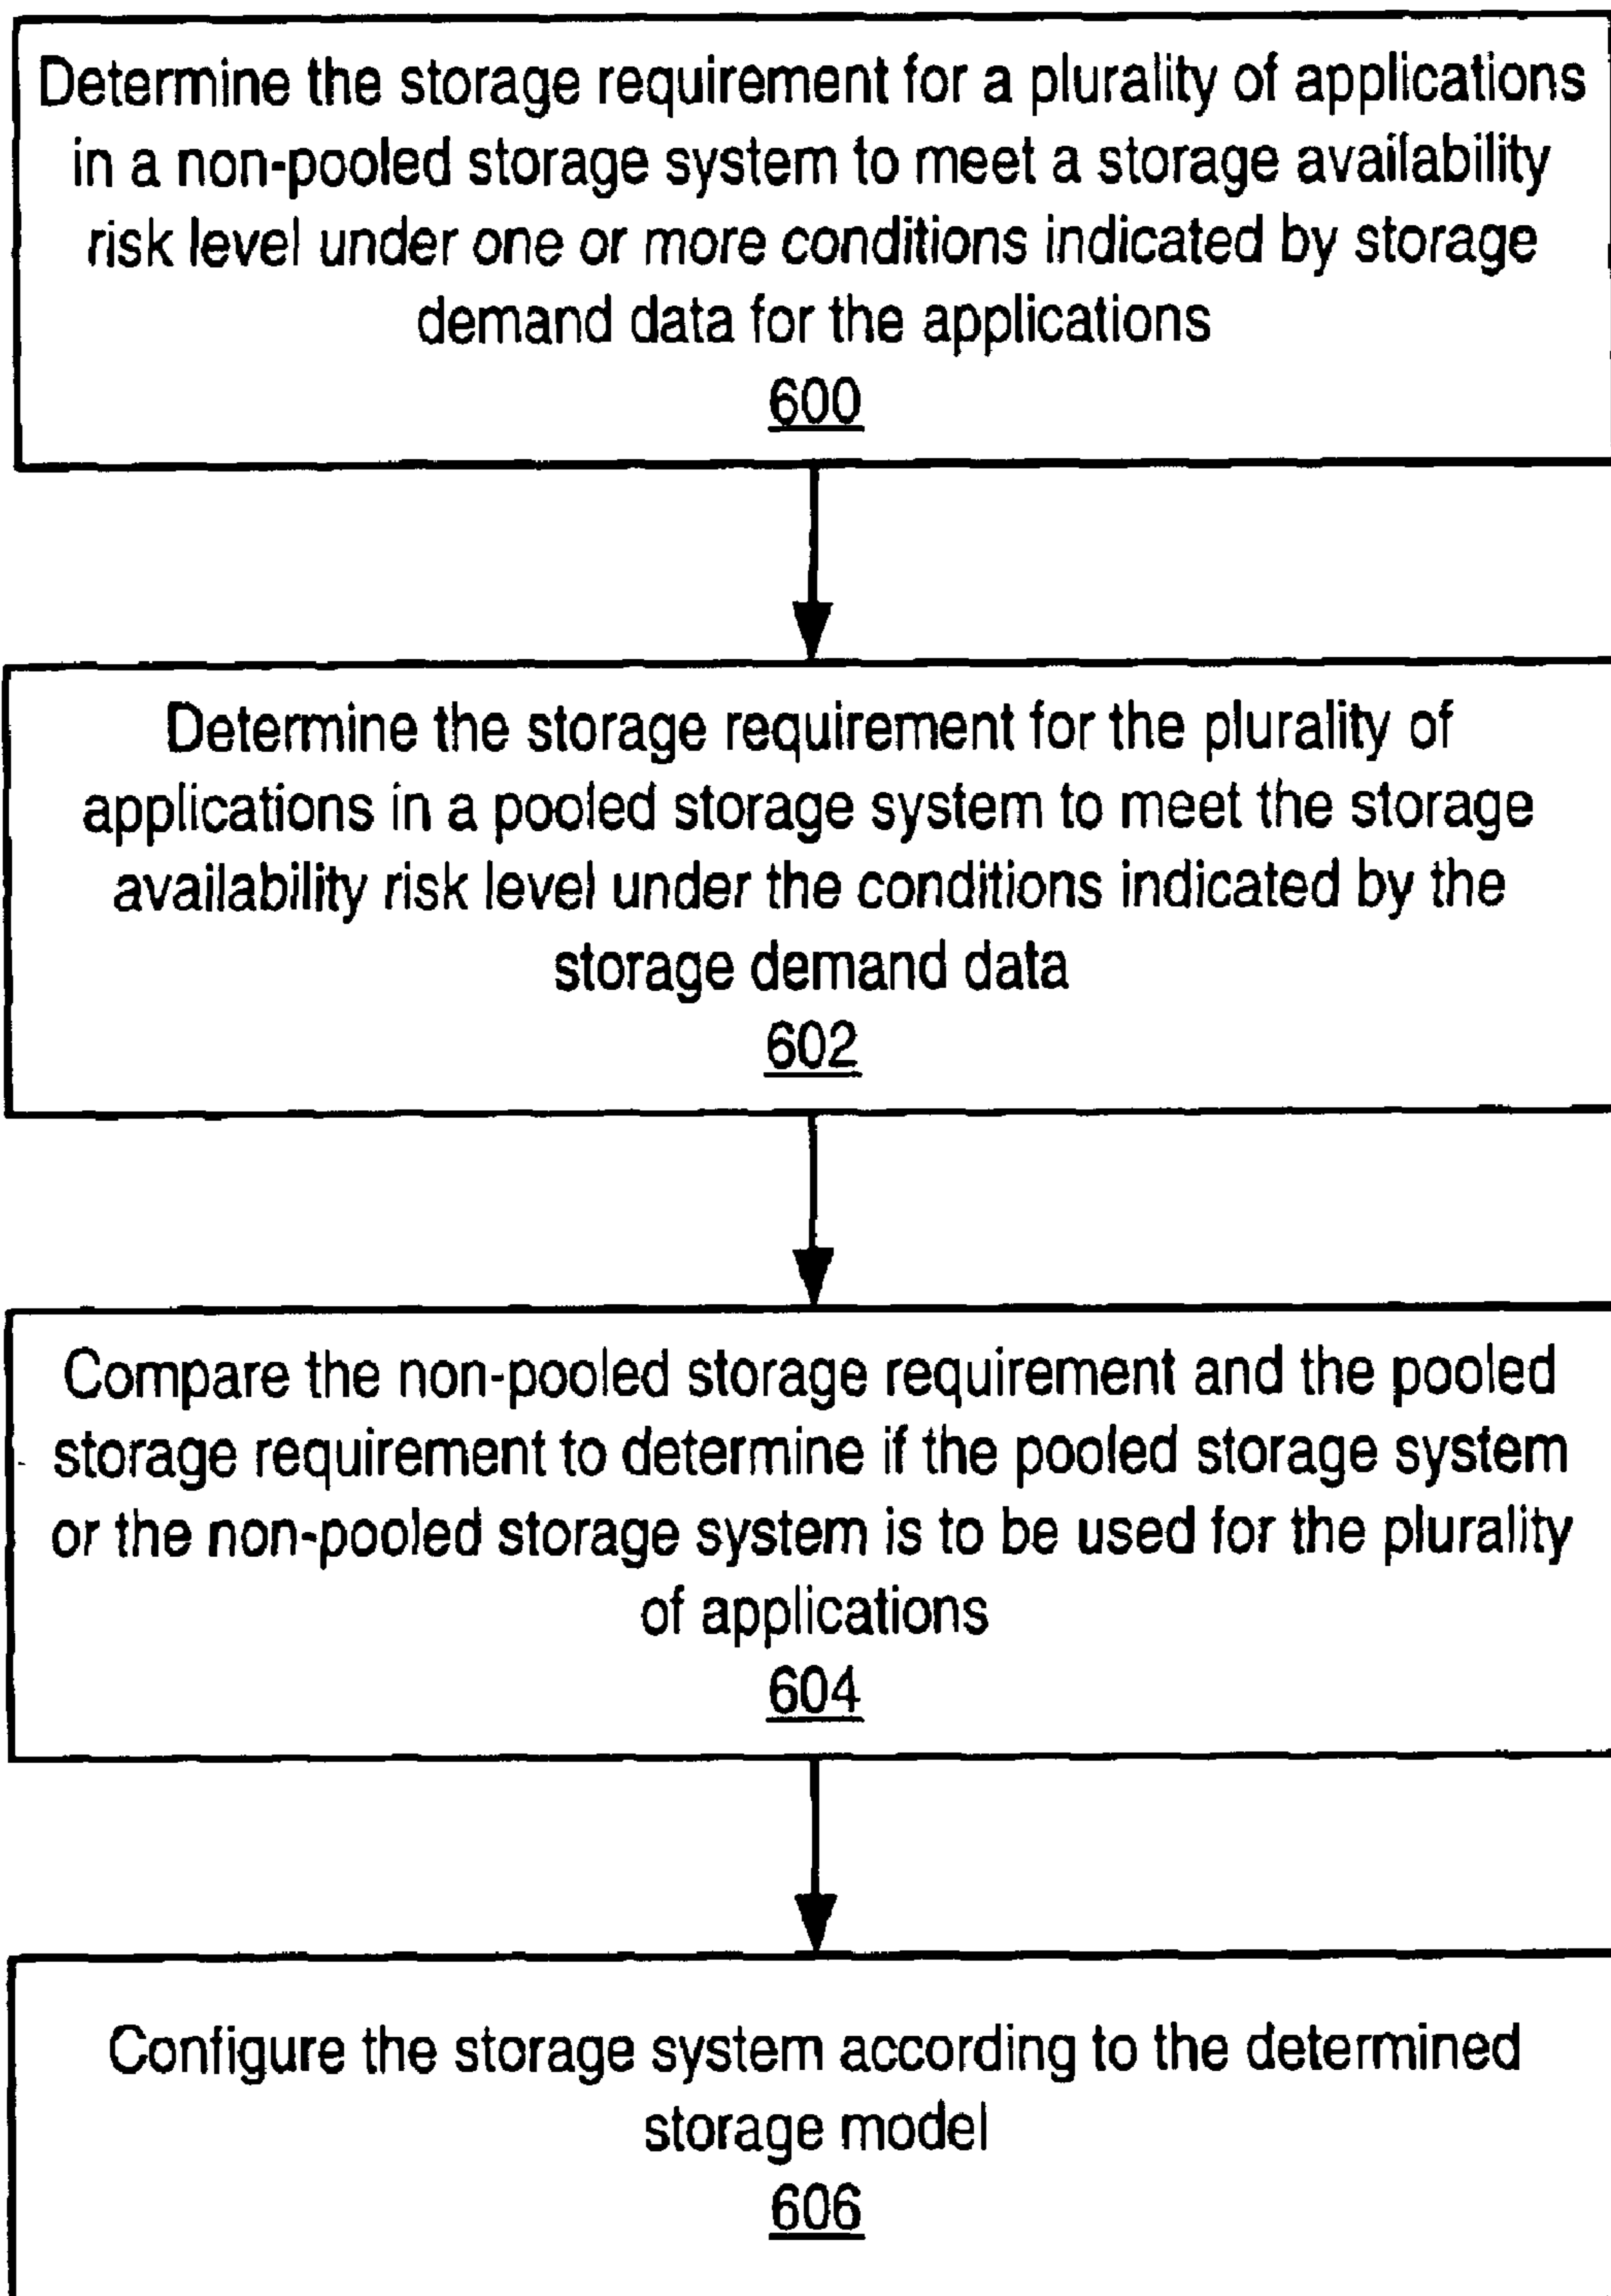 Determine the storage requirement for a plurality of applications
in a non-pooled storage system to meet a storage availability
risk level under one or more conditions indicated by storage
demand data for the applications
600
Determine the storage requirement for the plurality of
applications in a pooled storage system to meet the storage
availability risk level under the conditions indicated by the
storage demand data
602
Compare the non-pooled storage requirement and the pooled
storage requirement to determine if the pooled storage system
or the non-pooled storage system is to be used for the plurality
of applications
604
Configure the storage system according to the determined
storage model
606